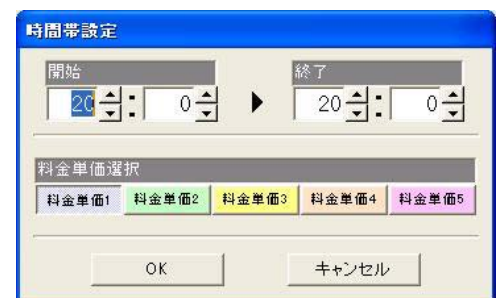 時間帯設定
開始 終了
20 : 0 ▶ 20 : 0
料金単価選択
料金単価1 料金単価2 料金単価3 料金単価4 料金単価5
OK キャンセル